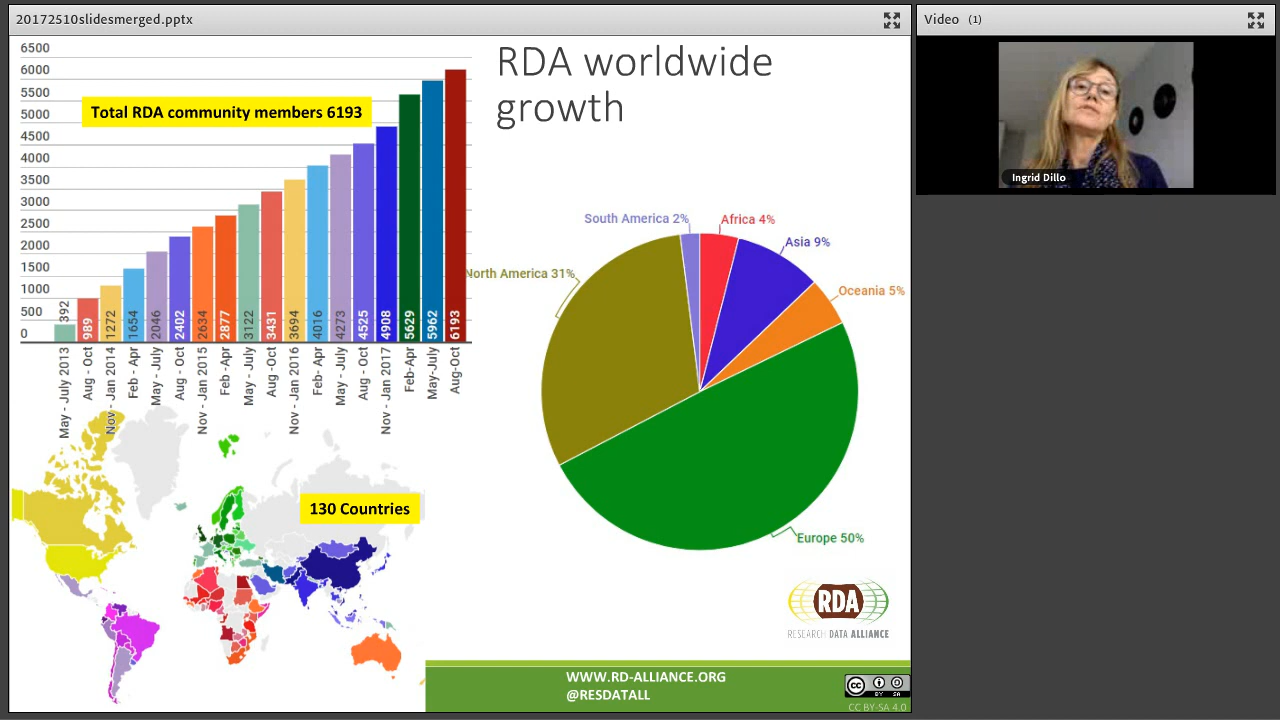 20172510slidesmerged.pptx
Video (1)
Ingrid Dillo
RDA worldwide
growth
Total RDA community members 6193
6500
6000
5500
5000
4500
4000
3500
3000
2500
2000
1500
1000
500
0
392
989
1272
1654
2046
2402
2634
2877
3122
3431
3694
4016
4273
4525
4908
5629
5962
6193
May - July 2013
Aug - Oct
Nov - Jan 2014
Feb - Apr
May - July
Aug - Oct
Nov - Jan 2015
Feb -Apr
May - July
Aug -Oct
Nov - Jan 2016
Feb- Apr
May - July
Aug - Oct
Nov - Jan 2017
Feb-Apr
May-July
Aug-Oct
South America 2%
Africa 4%
Asia 9%
Oceania 5%
North America 31%
Europe 50%
130 Countries
RDA
RESEARCH DATA ALLIANCE
WWW.RD-ALLIANCE.ORG
@RESDATALL
cc BY SA
CC BY-SA 4.0